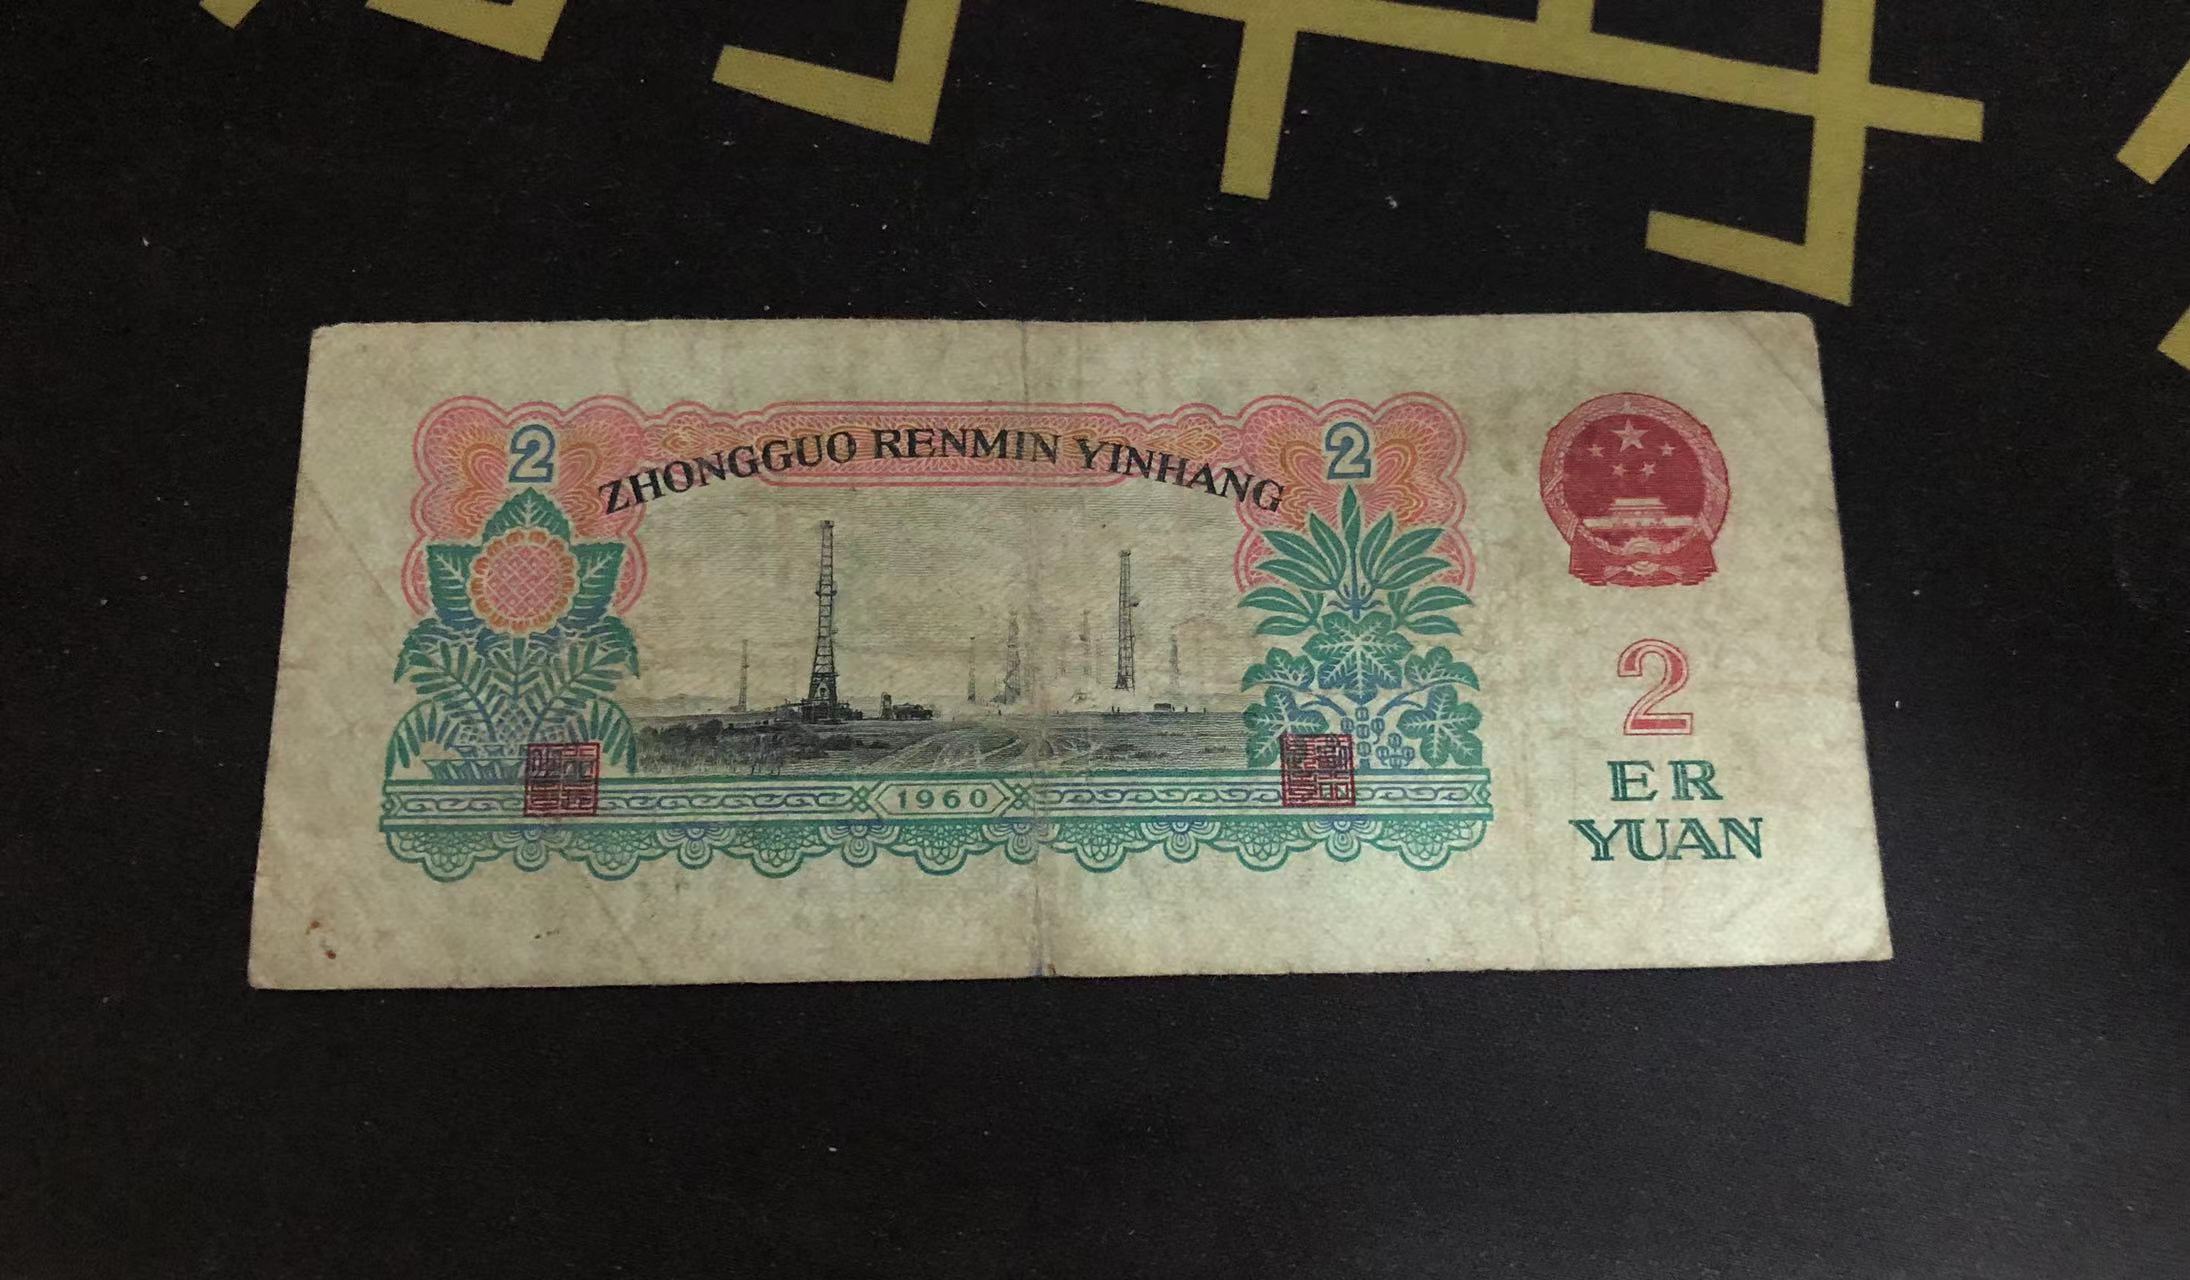 2
ZHONGGUO RENMIN YINHANG
2
1960
2
ER
YUAN